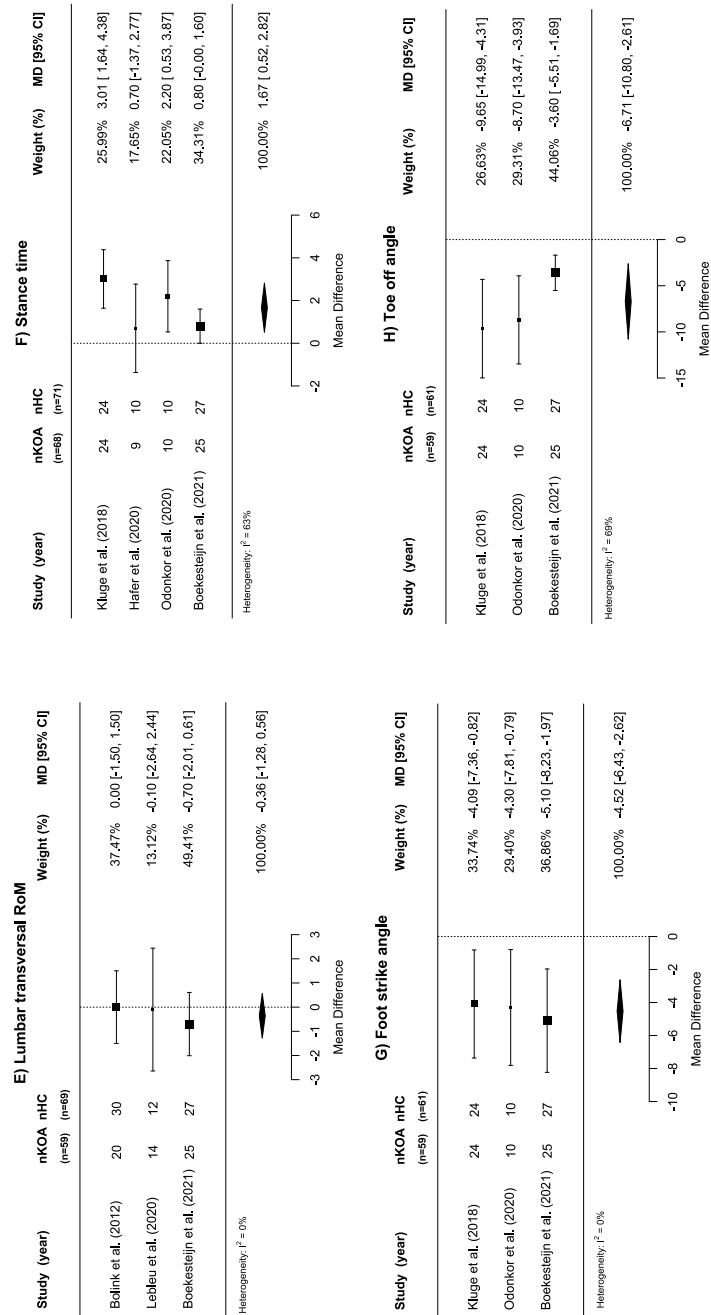 E) Lumbar transversal RoM
Study (year) nKOA nHC Weight (%) MD [95% CI]
(n=59) (n=69)
Bolink et al. (2012) 20 30 37.47% 0.00 [-1.50, 1.50]
Lebleu et al. (2020) 14 12 13.12% -0.10 [-2.64, 2.44]
Boekesteijn et al. (2021) 25 27 49.41% -0.70 [-2.01, 0.61]
Heterogeneity: I² = 0% 100.00% -0.36 [-1.28, 0.56]
-3 -2 -1 0 1 2 3
Mean Difference
F) Stance time
Study (year) nKOA nHC Weight (%) MD [95% CI]
(n=68) (n=71)
Kluge et al. (2018) 24 24 25.99% 3.01 [ 1.64, 4.38]
Hafer et al. (2020) 9 10 17.65% 0.70 [-1.37, 2.77]
Odonkor et al. (2020) 10 10 22.05% 2.20 [ 0.53, 3.87]
Boekesteijn et al. (2021) 25 27 34.31% 0.80 [-0.00, 1.60]
Heterogeneity: I² = 63% 100.00% 1.67 [ 0.52, 2.82]
-2 0 2 4 6
Mean Difference
G) Foot strike angle
Study (year) nKOA nHC Weight (%) MD [95% CI]
(n=59) (n=61)
Kluge et al. (2018) 24 24 33.74% -4.09 [-7.36, -0.82]
Odonkor et al. (2020) 10 10 29.40% -4.30 [-7.81, -0.79]
Boekesteijn et al. (2021) 25 27 36.86% -5.10 [-8.23, -1.97]
Heterogeneity: I² = 0% 100.00% -4.52 [-6.43, -2.62]
-10 -8 -6 -4 -2 0
Mean Difference
H) Toe off angle
Study (year) nKOA nHC Weight (%) MD [95% CI]
(n=59) (n=61)
Kluge et al. (2018) 24 24 26.63% -9.65 [-14.99, -4.31]
Odonkor et al. (2020) 10 10 29.31% -8.70 [-13.47, -3.93]
Boekesteijn et al. (2021) 25 27 44.06% -3.60 [ -5.51, -1.69]
Heterogeneity: I² = 69% 100.00% -6.71 [-10.80, -2.61]
-15 -10 -5 0
Mean Difference